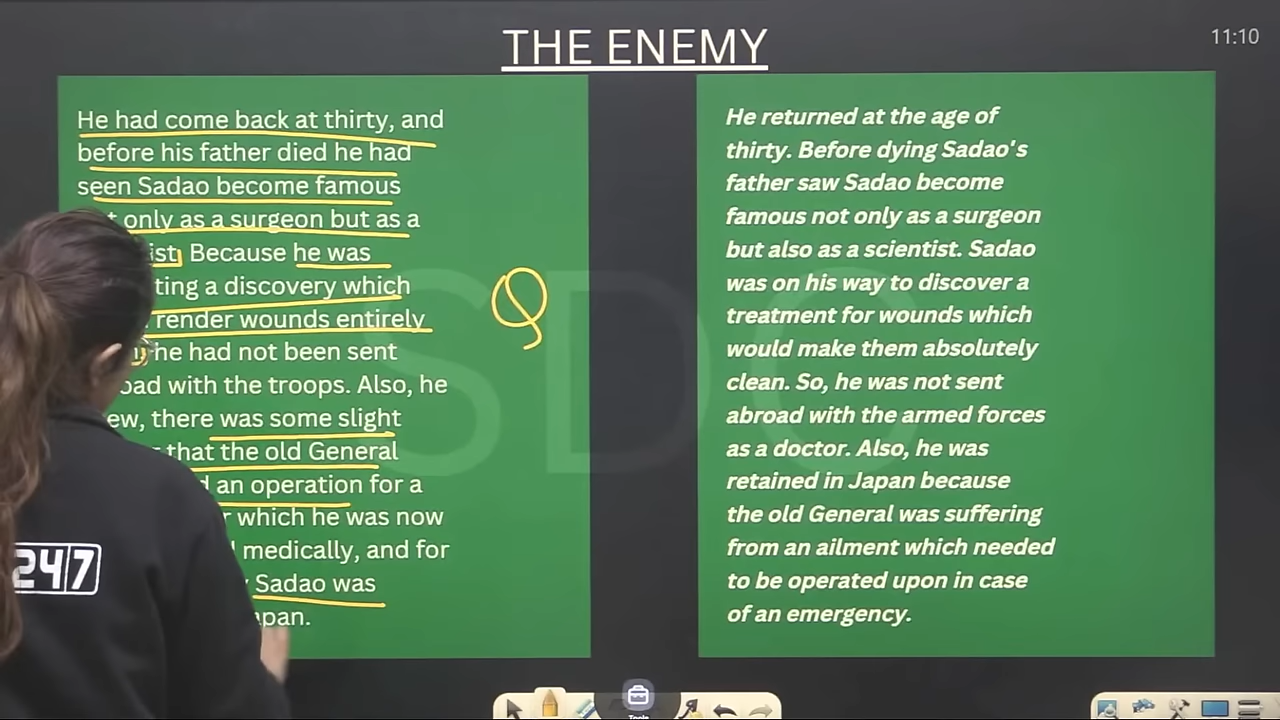 THE ENEMY
11:10
He had come back at thirty, and
before his father died he had
seen Sadao become famous
only as a surgeon but as a
Because he was
a discovery which
render wounds entirely
he had not been sent
with the troops. Also, he
there was some slight
that the old General
an operation for a
which he was now
medically, and for
Sadao was
He returned at the age of
thirty. Before dying Sadao's
father saw Sadao become
famous not only as a surgeon
but also as a scientist. Sadao
was on his way to discover a
treatment for wounds which
would make them absolutely
clean. So, he was not sent
abroad with the armed forces
as a doctor. Also, he was
retained in Japan because
the old General was suffering
from an ailment which needed
to be operated upon in case
of an emergency.
SDC
247
Tools